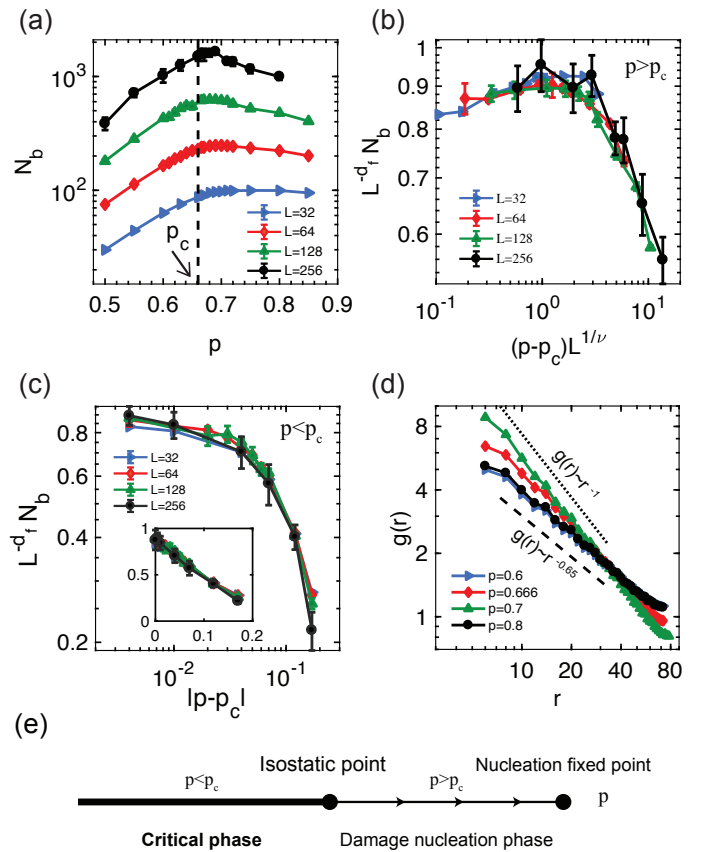 (a)
N_b
10^3
10^2
0.5 0.6 0.7 0.8 0.9
p
p_c
L=32
L=64
L=128
L=256
(b)
L^{-d_f} N_b
1
0.9
0.8
0.7
0.6
p>p_c
L=32
L=64
L=128
L=256
10^{-1} 10^0 10^1
(p-p_c)L^{1/ν}
(c)
L^{-d_f} N_b
0.8
0.6
0.4
0.2
p<p_c
L=32
L=64
L=128
L=256
1
0.5
0
0 0.1 0.2
10^{-2} 10^{-1}
|p-p_c|
(d)
g(r)
8
4
2
1
g(r)~r^{-1}
g(r)~r^{-0.65}
p=0.6
p=0.666
p=0.7
p=0.8
10 20 40 80
r
(e)
Isostatic point Nucleation fixed point
p<p_c p>p_c p
Critical phase Damage nucleation phase